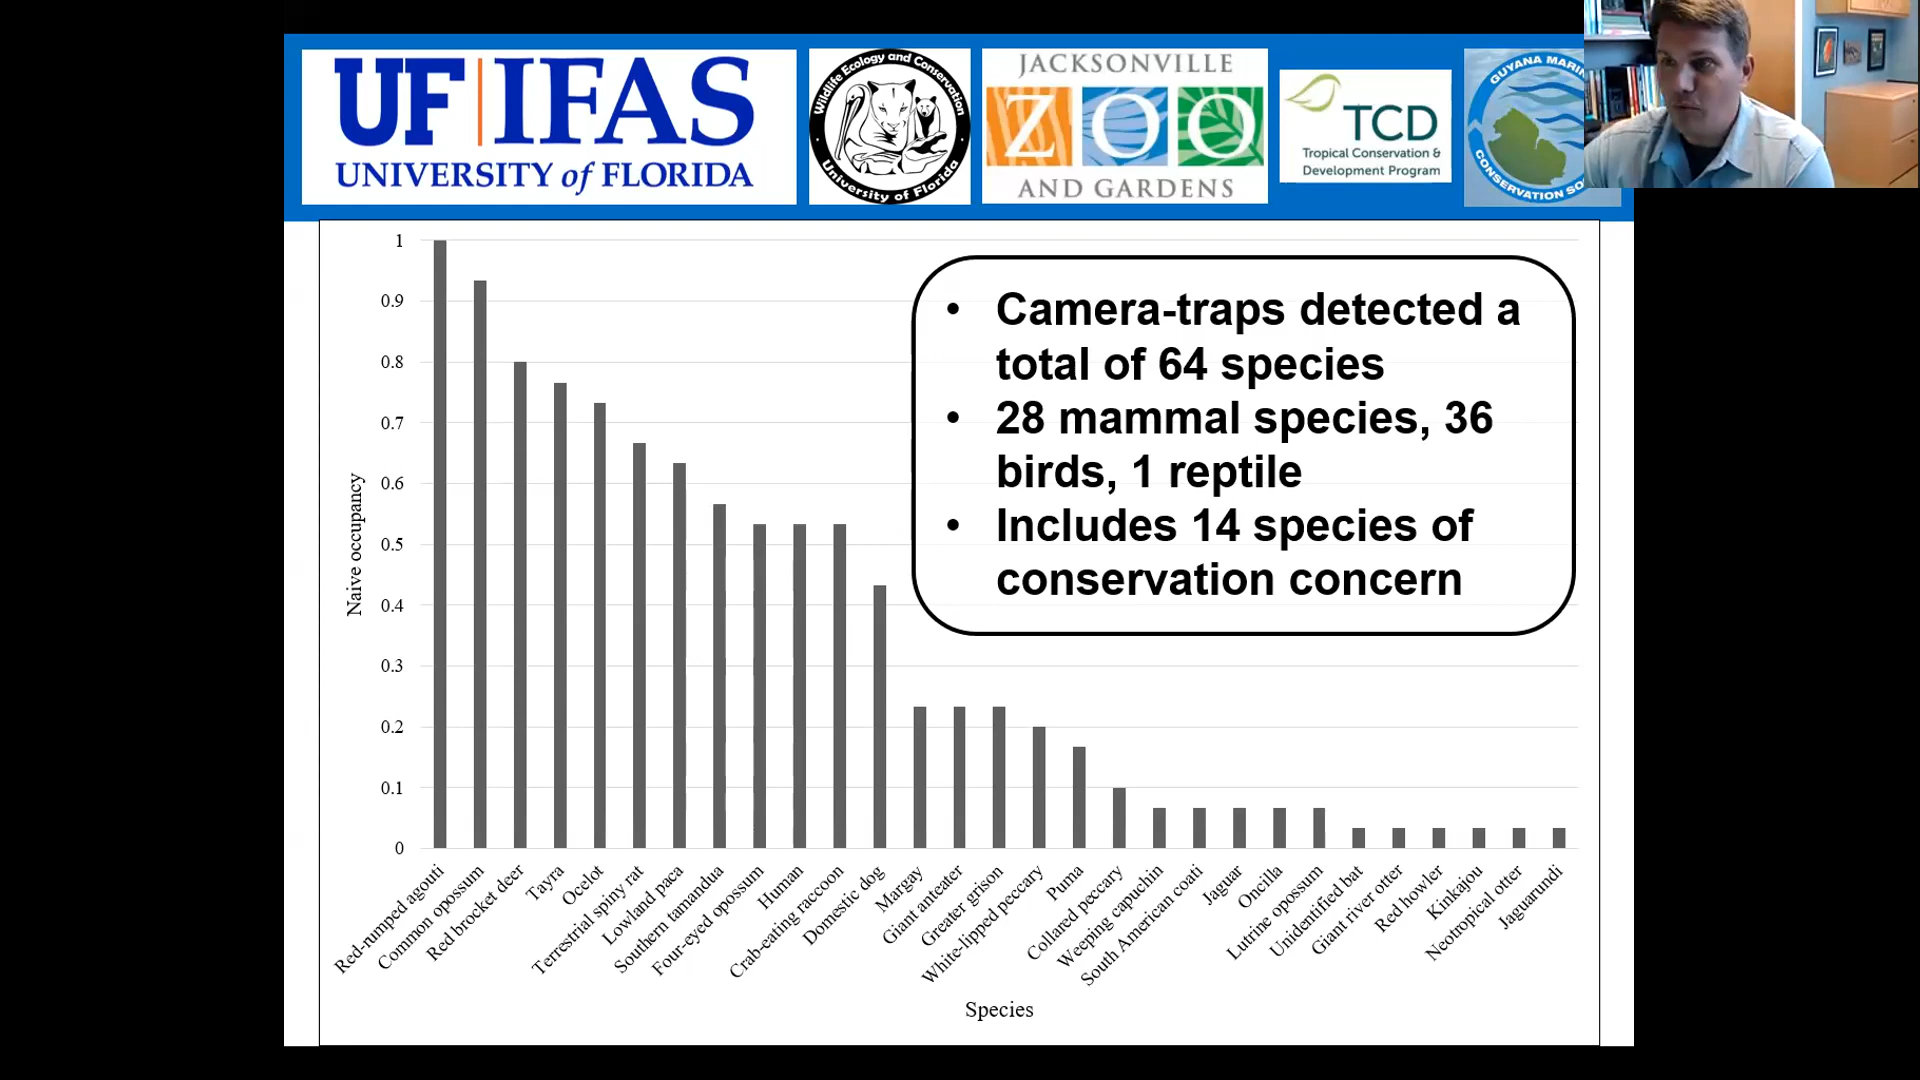 UF|IFAS
UNIVERSITY of FLORIDA
Wildlife Ecology and Conservation
University of Florida
JACKSONVILLE
ZOO
AND GARDENS
TCD
Tropical Conservation &
Development Program
GUYANA
CONSERVATION
• Camera-traps detected a
total of 64 species
• 28 mammal species, 36
birds, 1 reptile
• Includes 14 species of
conservation concern
Naive occupancy
1
0.9
0.8
0.7
0.6
0.5
0.4
0.3
0.2
0.1
0
Red-rumped agouti
Common opossum
Red brocket deer
Tayra
Ocelot
Terrestrial spiny rat
Lowland paca
Southern tamandua
Four-eyed opossum
Human
Crab-eating raccoon
Domestic dog
Margay
Giant anteater
Greater grison
White-lipped peccary
Puma
Collared peccary
Weeping capuchin
South American coati
Jaguar
Oncilla
Lutrine opossum
Unidentified bat
Giant river otter
Red howler
Kinkajou
Neotropical otter
Jaguarundi
Species